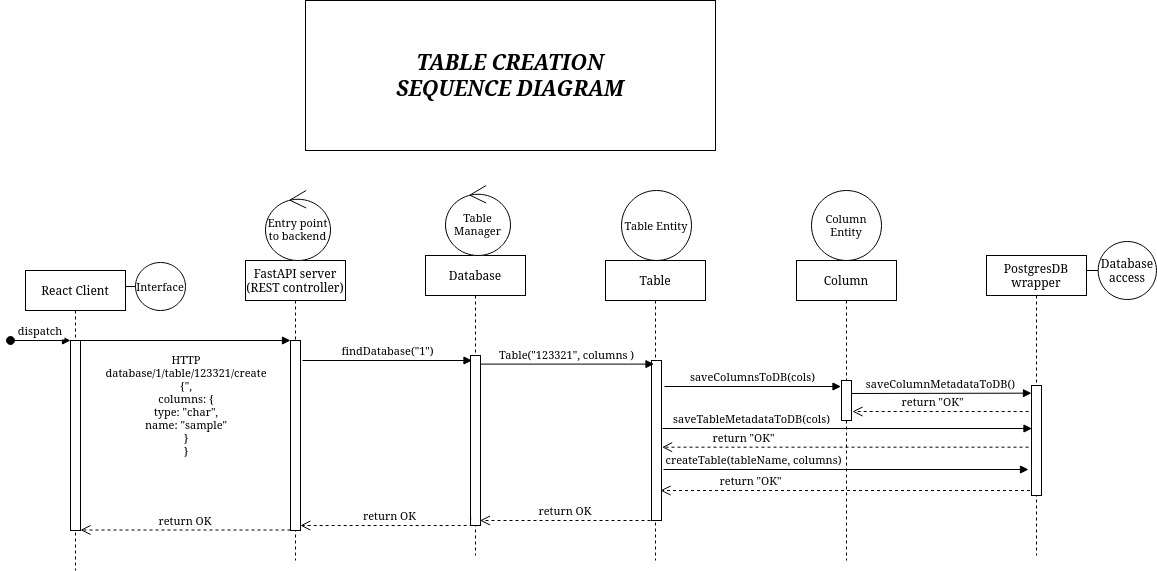 TABLE CREATION
SEQUENCE DIAGRAM
Entry point
to backend
Table
Manager
Table Entity
Column
Entity
Database
access
Interface
React Client
FastAPI server
(REST controller)
Database
Table
Column
PostgresDB
wrapper
dispatch
HTTP
database/1/table/123321/create
{",
columns: {
type: "char",
name: "sample"
}
}
findDatabase("1")
Table("123321", columns )
saveColumnsToDB(cols)
saveColumnMetadataToDB()
return "OK"
saveTableMetadataToDB(cols)
return "OK"
createTable(tableName, columns)
return "OK"
return OK
return OK
return OK